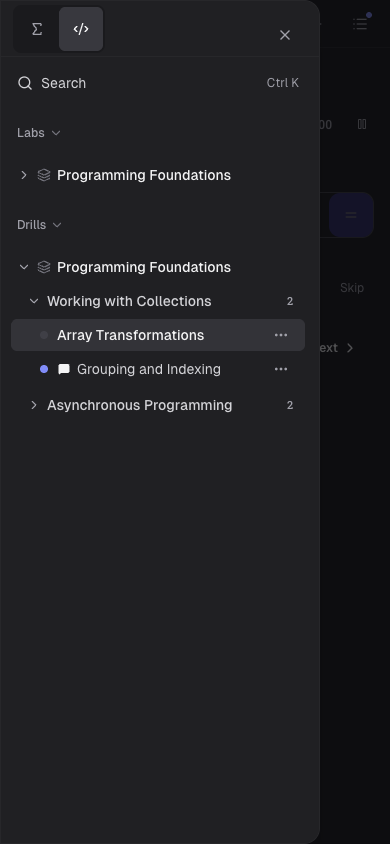 Σ </>
Search Ctrl K
Labs
00
Programming Foundations
Drills
Programming Foundations
Skip
Working with Collections 2
Array Transformations
ext
Grouping and Indexing
Asynchronous Programming 2